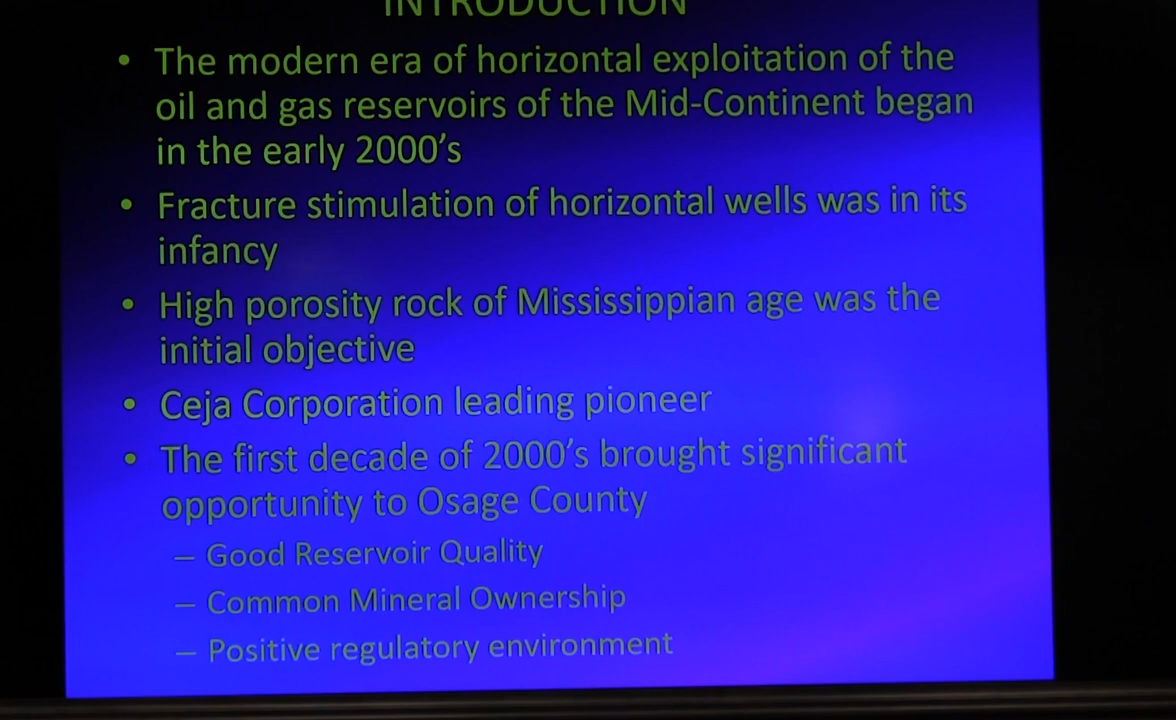 INTRODUCTION
• The modern era of horizontal exploitation of the
oil and gas reservoirs of the Mid-Continent began
in the early 2000's
• Fracture stimulation of horizontal wells was in its
infancy
• High porosity rock of Mississippian age was the
initial objective
• Ceja Corporation leading pioneer
• The first decade of 2000's brought significant
opportunity to Osage County
– Good Reservoir Quality
– Common Mineral Ownership
– Positive regulatory environment